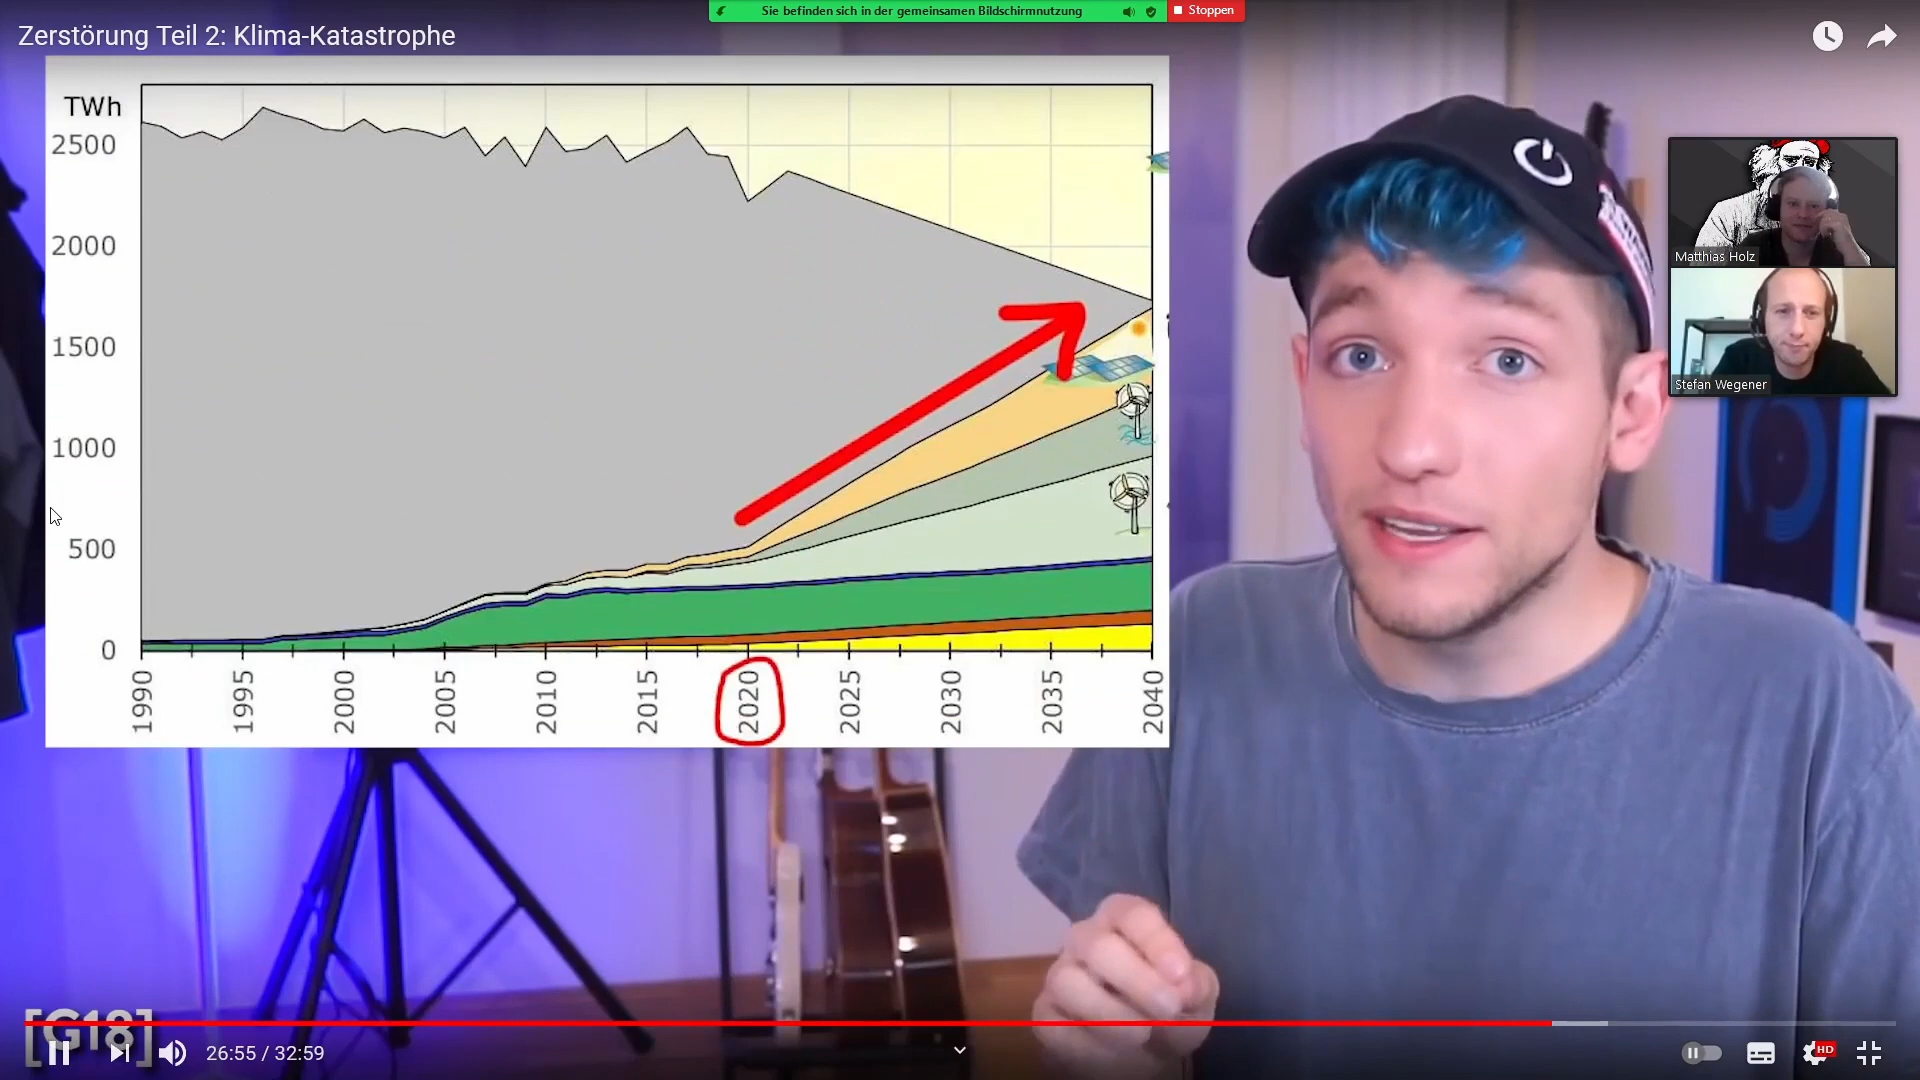 Sie befinden sich in der gemeinsamen Bildschirmnutzung
Stoppen
Zerstörung Teil 2: Klima-Katastrophe
TWh
2500
2000
1500
1000
500
0
1990
1995
2000
2005
2010
2015
2020
2025
2030
2035
2040
Matthias Holz
Stefan Wegener
[G18]
26:55 / 32:59
HD